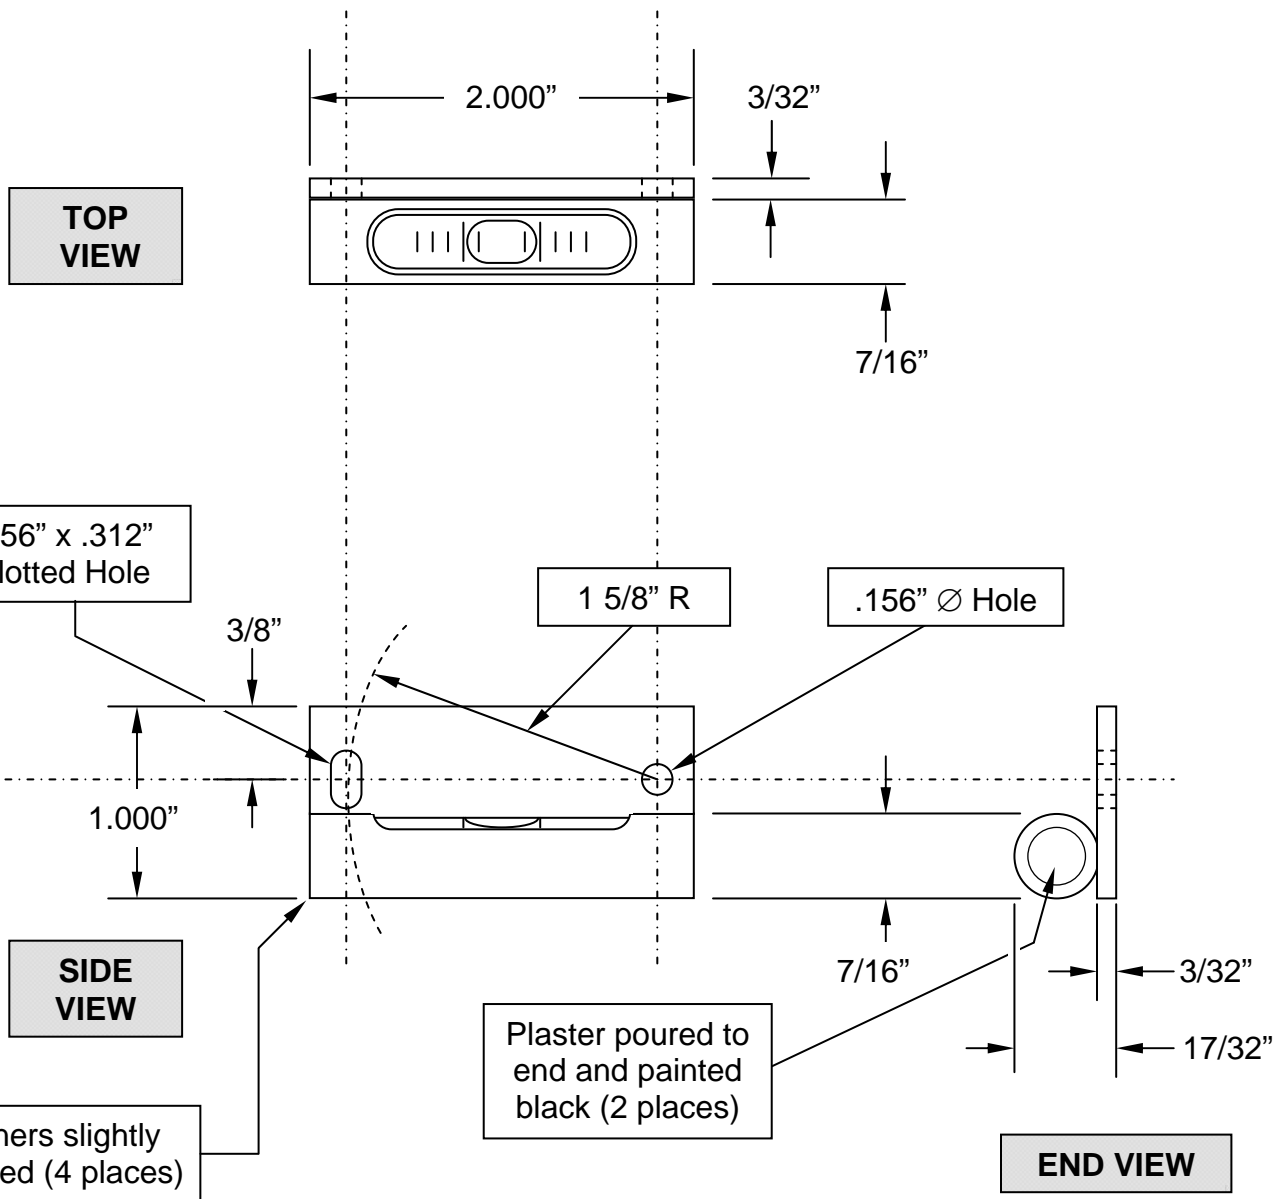 2.000”
3/32”
TOP
VIEW
7/16”
56” x .312”
lotted Hole
1 5/8” R
.156” ∅ Hole
3/8”
1.000”
7/16”
3/32”
SIDE
VIEW
17/32”
Plaster poured to
end and painted
black (2 places)
ners slightly
ed (4 places)
END VIEW